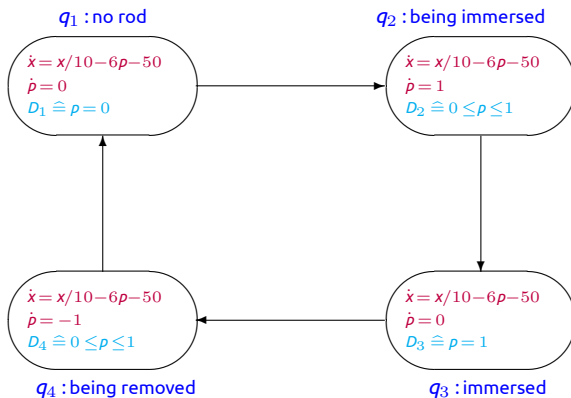 q₁ : no rod
q₂ : being immersed
ẋ = x/10−6p−50
ṗ = 0
D₁ ≙ p = 0
ẋ = x/10−6p−50
ṗ = 1
D₂ ≙ 0 ≤p ≤1
ẋ = x/10−6p−50
ṗ = −1
D₄ ≙ 0 ≤p ≤1
ẋ = x/10−6p−50
ṗ = 0
D₃ ≙ p = 1
q₄ : being removed
q₃ : immersed